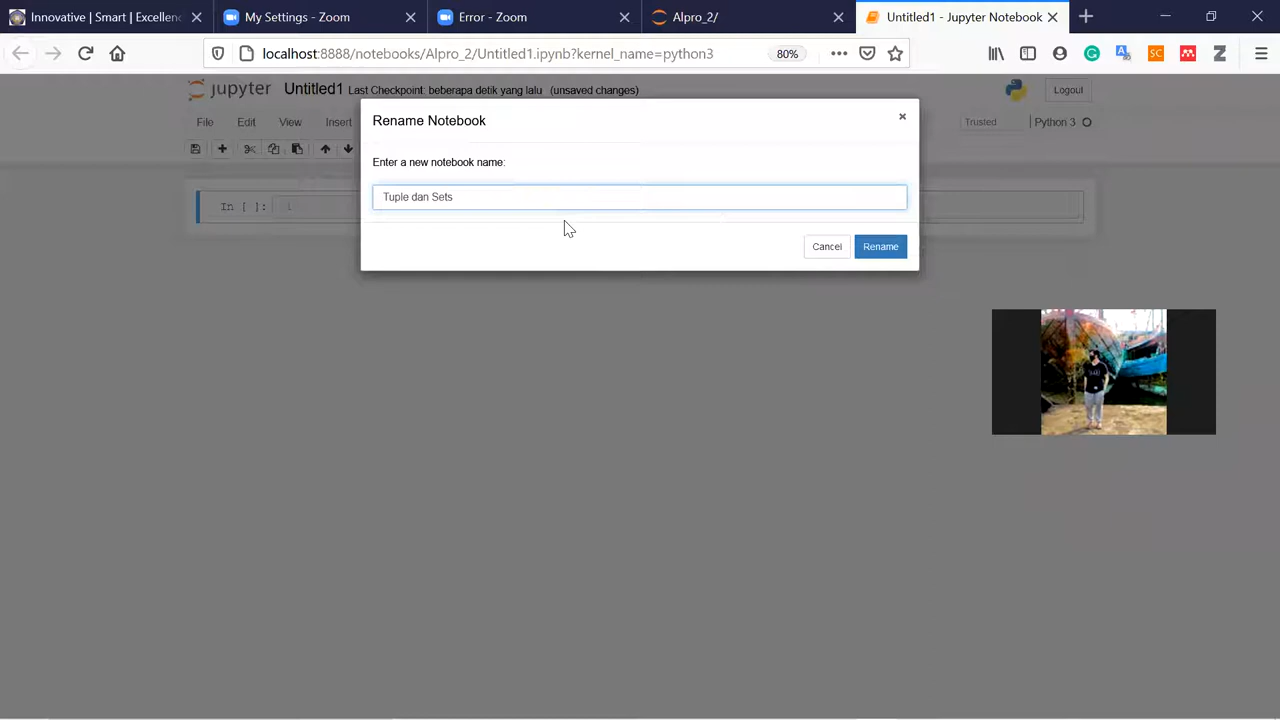 Innovative | Smart | Excellenc
My Settings - Zoom
Error - Zoom
Alpro_2/
Untitled1 - Jupyter Notebook
localhost:8888/notebooks/Alpro_2/Untitled1.ipynb?kernel_name=python3
80%
SC
jupyter
Untitled1
Last Checkpoint: beberapa detik yang lalu (unsaved changes)
Logout
File
Edit
View
Insert
Trusted
Python 3
Rename Notebook
Enter a new notebook name:
Tuple dan Sets
Cancel
Rename
In [ ]: